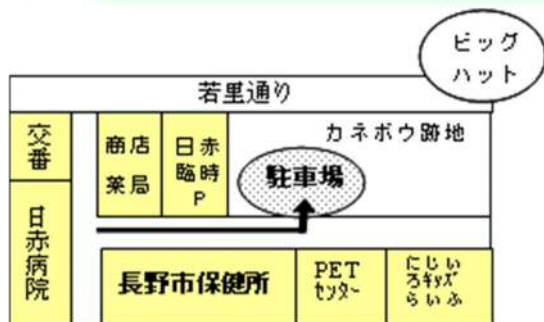 ビッグ
ハット
若里通り
交番
商店
薬局
日赤
臨時
P
カネボウ跡地
駐車場
日赤病院
長野市保健所
PET
センター
にじい
ろキッズ
らいふ